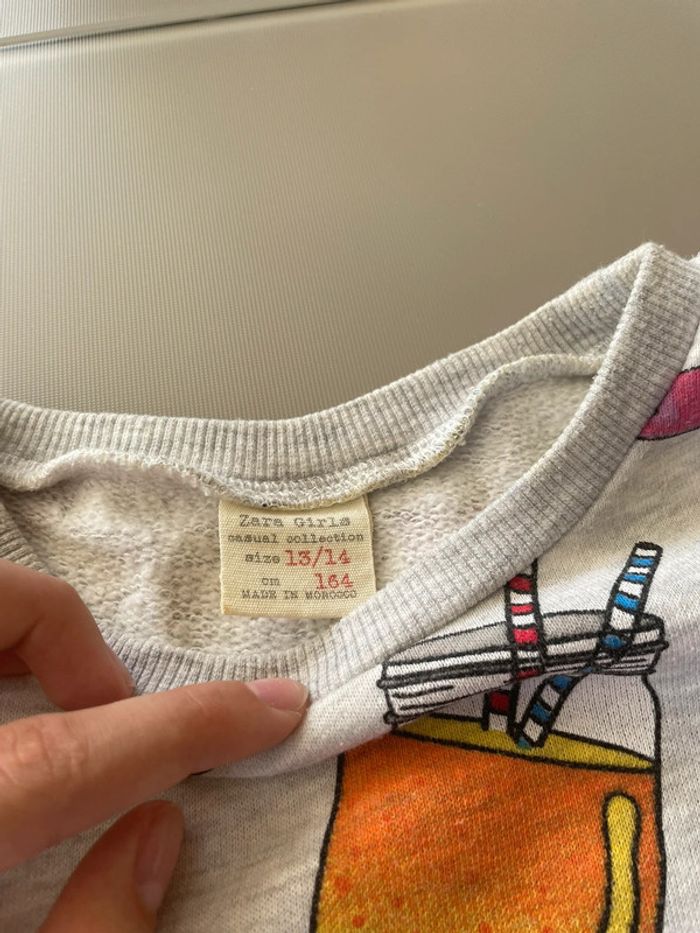 Zara Girls
casual collection
size 13/14
cm 164
MADE IN MOROCCO